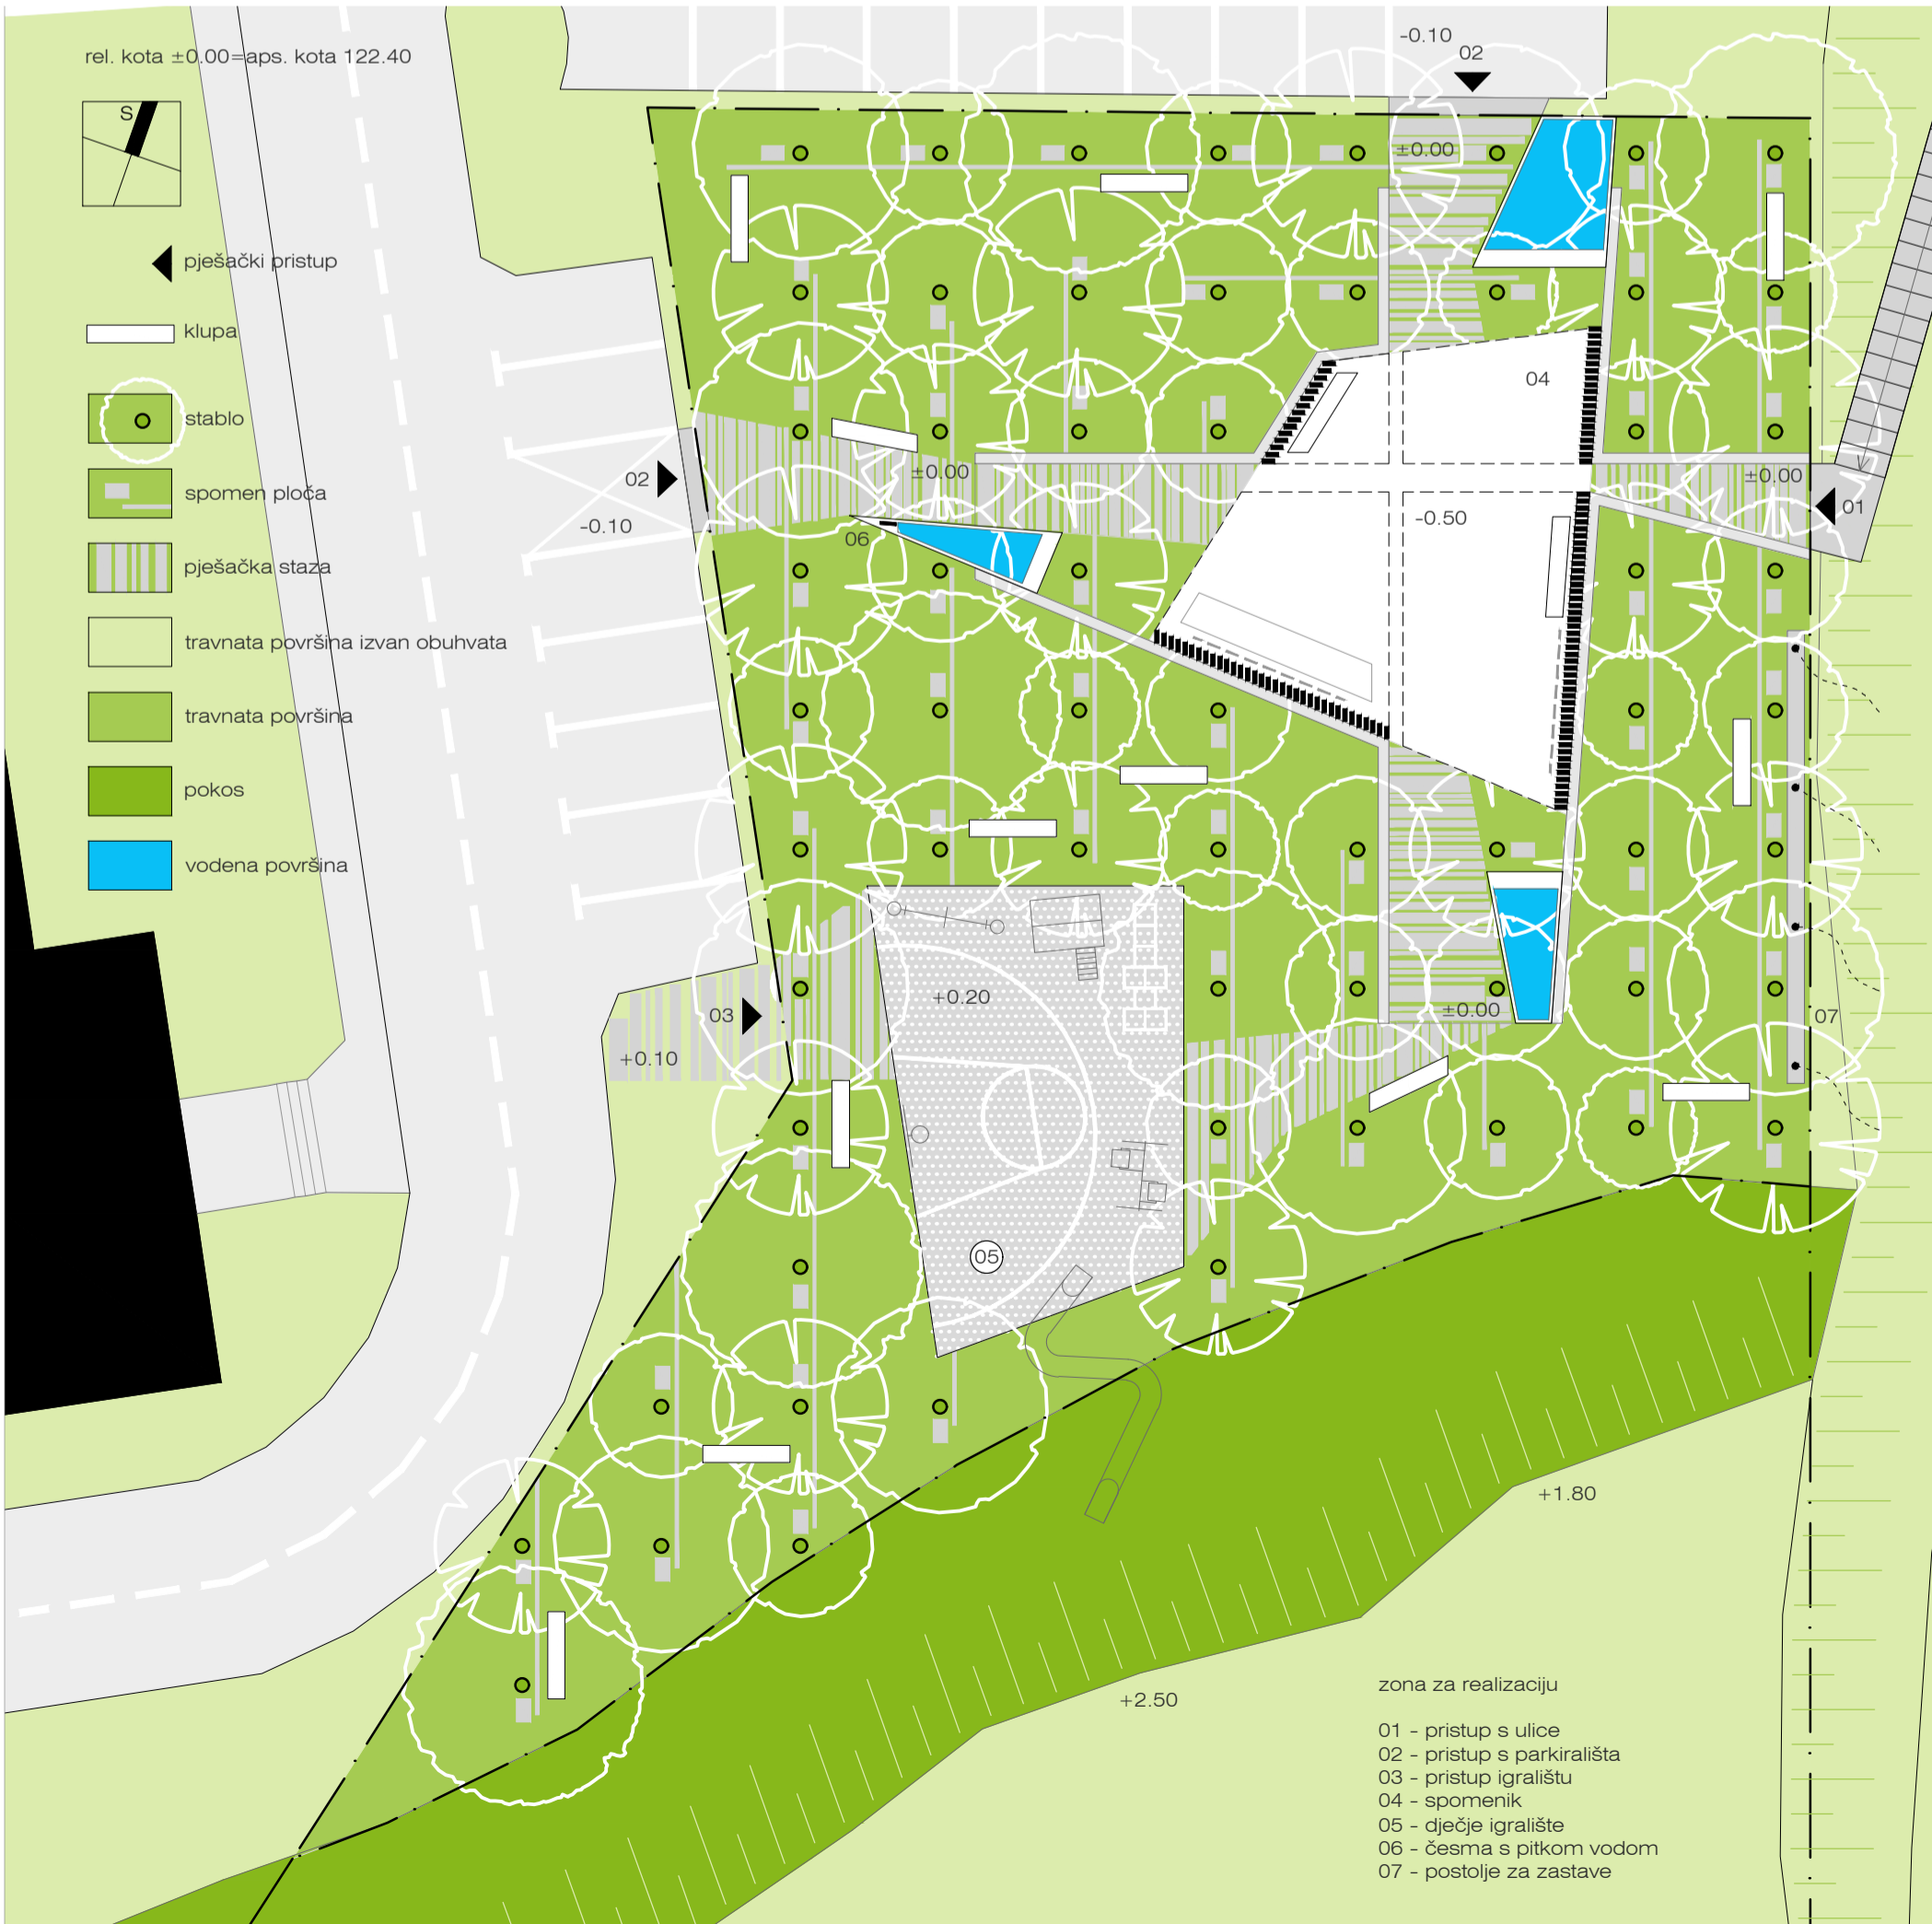 rel. kota ±0.00=aps. kota 122.40
S
pješački pristup
klupa
stablo
spomen ploča
pješačka staza
travnata površina izvan obuhvata
travnata površina
pokos
vodena površina
-0.10
02
±0.00
04
02
±0.00
±0.00
01
-0.10
06
-0.50
+0.20
03
±0.00
07
+0.10
05
+1.80
+2.50
zona za realizaciju
01 - pristup s ulice
02 - pristup s parkirališta
03 - pristup igralištu
04 - spomenik
05 - dječje igralište
06 - česma s pitkom vodom
07 - postolje za zastave